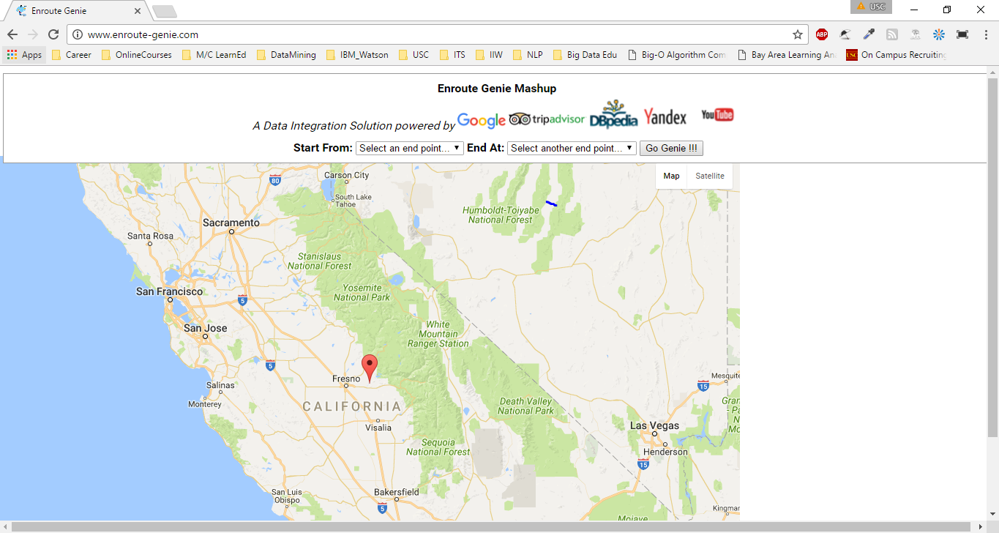 Enroute Genie
USC
www.enroute-genie.com
ABP
Apps Career OnlineCourses M/C LearnEd DataMining IBM_Watson USC ITS IIW NLP Big Data Edu Big-O Algorithm Com Bay Area Learning An USC On Campus Recruiting
Enroute Genie Mashup
A Data Integration Solution powered by Google tripadvisor DBpedia Yandex YouTube
Start From: Select an end point... End At: Select another end point... Go Genie !!!
Map Satellite
80
Carson City
South Lake
Tahoe
Humboldt-Toiyabe
National Forest
Sacramento
Santa Rosa
Stanislaus
National Forest
Yosemite
National Park
San Francisco
5
White
Mountain
Ranger Station
San Jose
5
Fresno
Salinas
Monterey
CALIFORNIA
Visalia
Death Valley
National Park
Mesquite
15
Gran
Ca
N
Mo
Las Vegas
Henderson
15
Sequoia
National Forest
San Luis
Obispo
Bakersfield
5
Kingman
Mojave